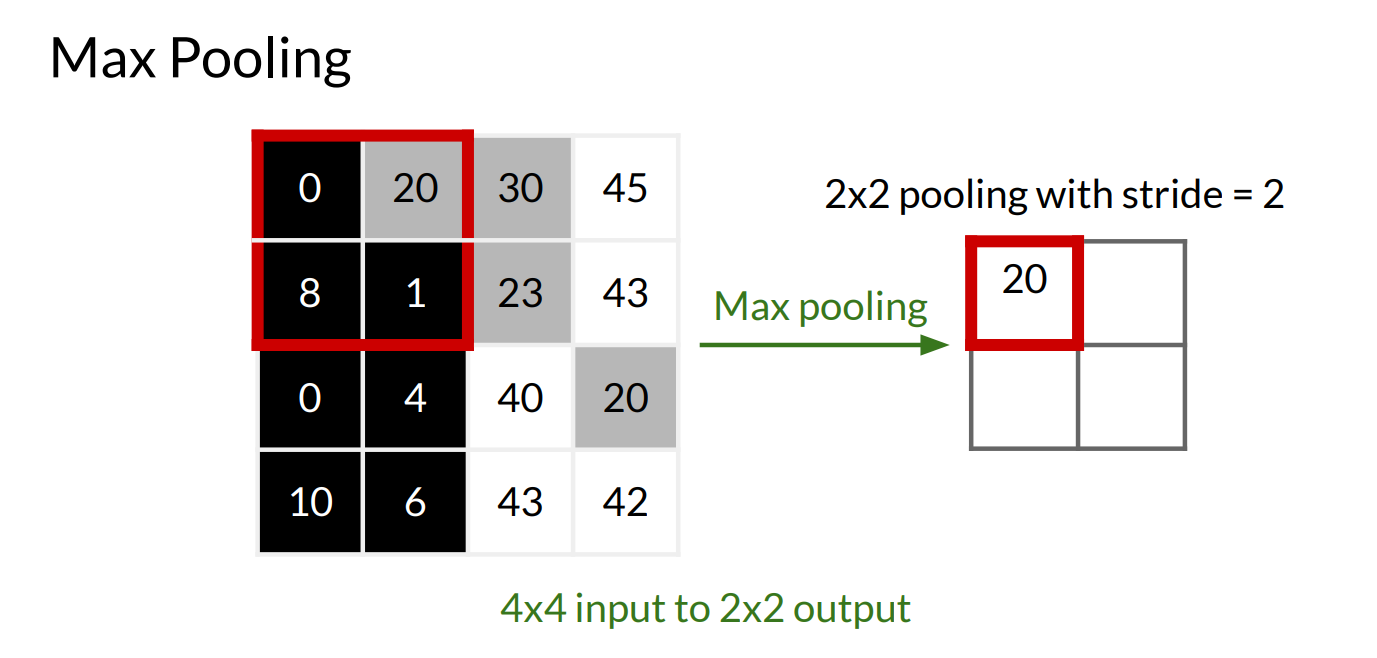 Max Pooling
0 20 30 45
2x2 pooling with stride = 2
20
8 1 23 43
Max pooling
0 4 40 20
10 6 43 42
4x4 input to 2x2 output